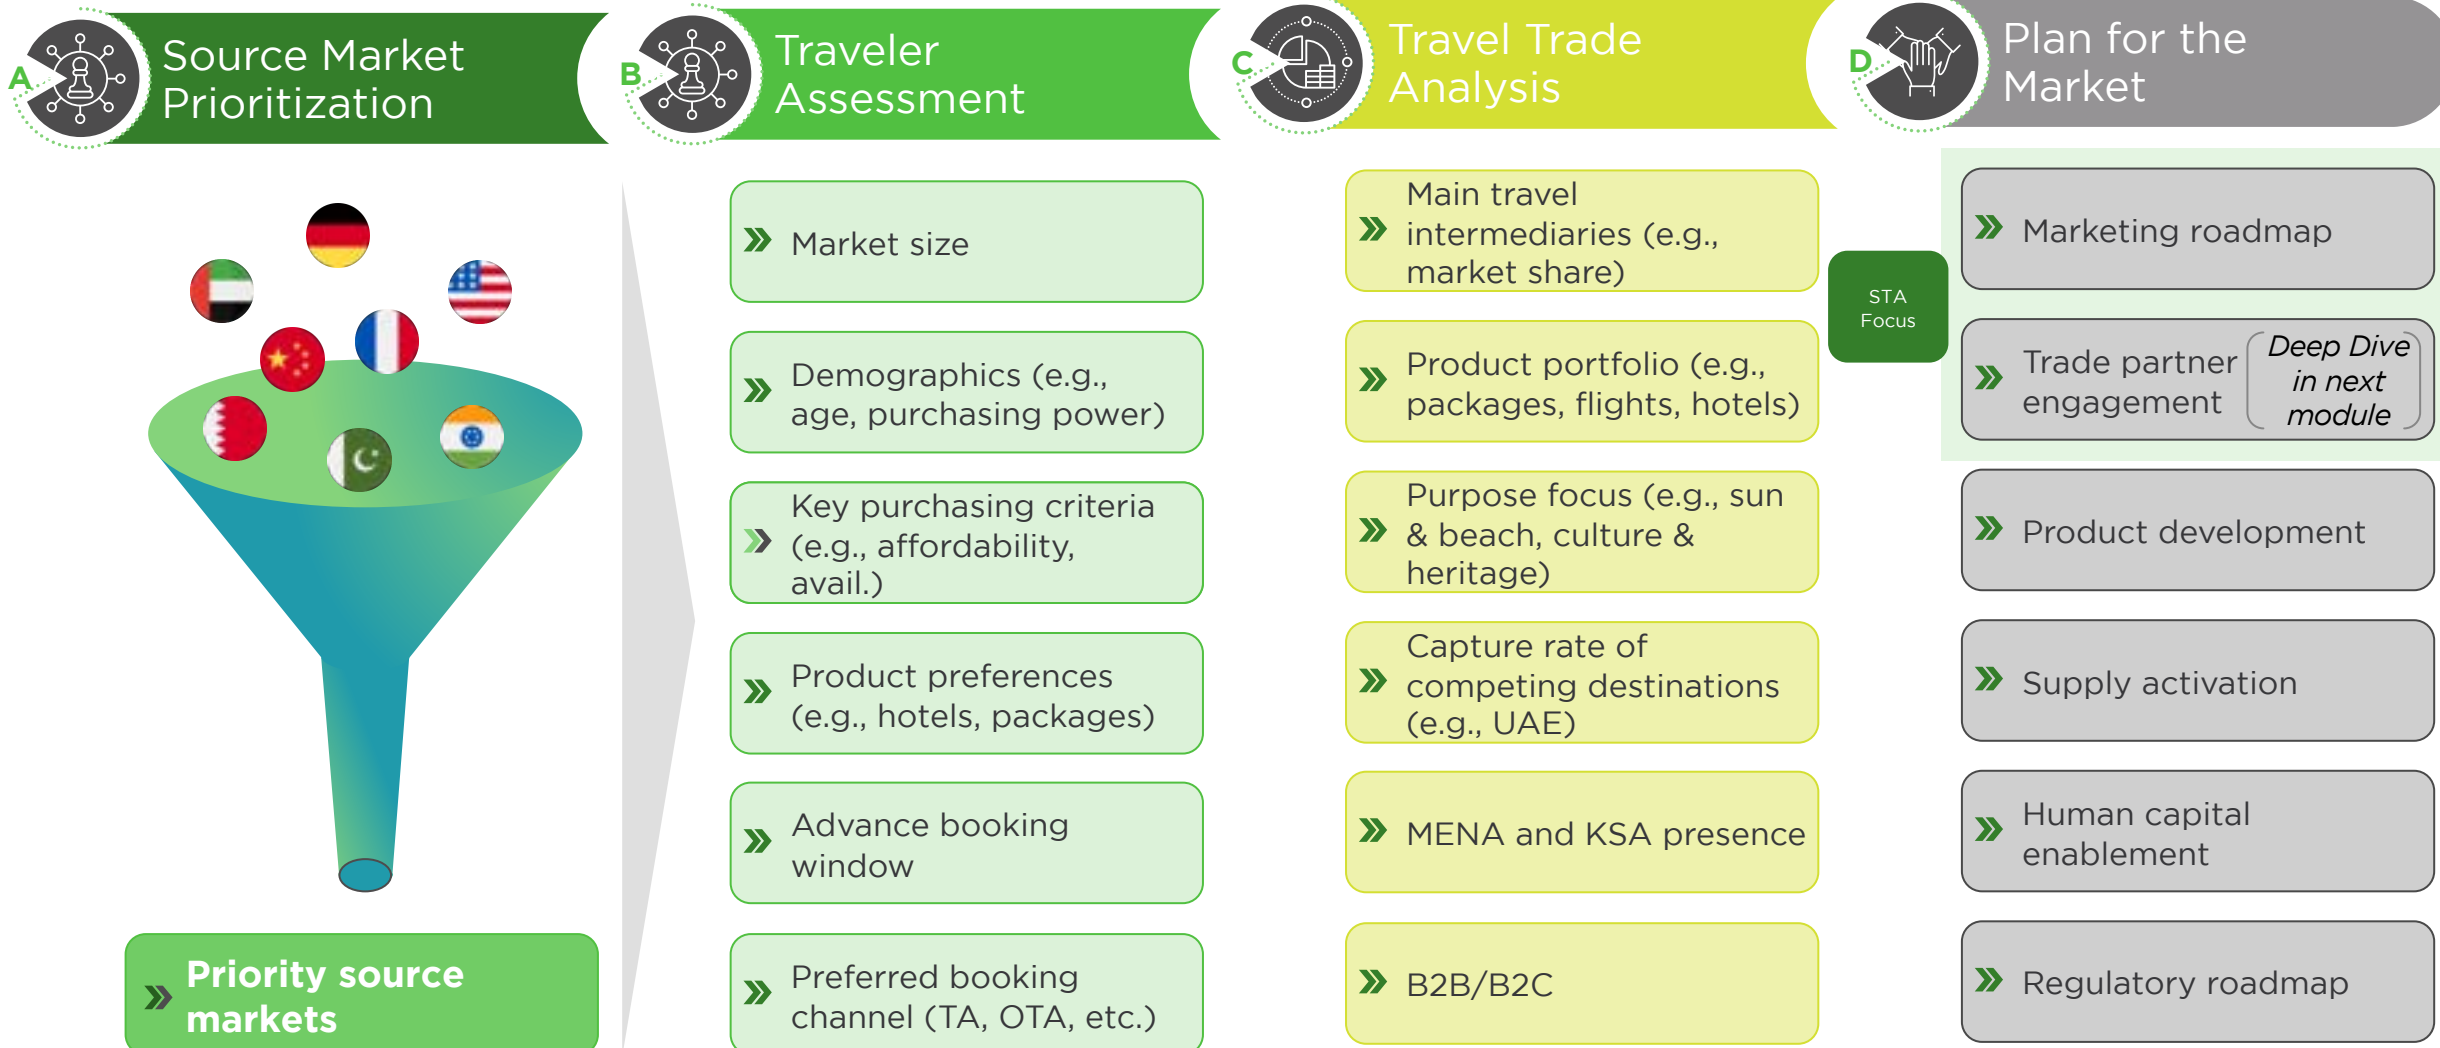 A
Source Market
Prioritization
Priority source
markets
B
Traveler
Assessment
Market size
Demographics (e.g.,
age, purchasing power)
Key purchasing criteria
(e.g., affordability,
avail.)
Product preferences
(e.g., hotels, packages)
Advance booking
window
Preferred booking
channel (TA, OTA, etc.)
C
Travel Trade
Analysis
Main travel
intermediaries (e.g.,
market share)
Product portfolio (e.g.,
packages, flights, hotels)
Purpose focus (e.g., sun
& beach, culture &
heritage)
Capture rate of
competing destinations
(e.g., UAE)
MENA and KSA presence
B2B/B2C
D
Plan for the
Market
STA
Focus
Marketing roadmap
Trade partner
engagement
Deep Dive
in next
module
Product development
Supply activation
Human capital
enablement
Regulatory roadmap